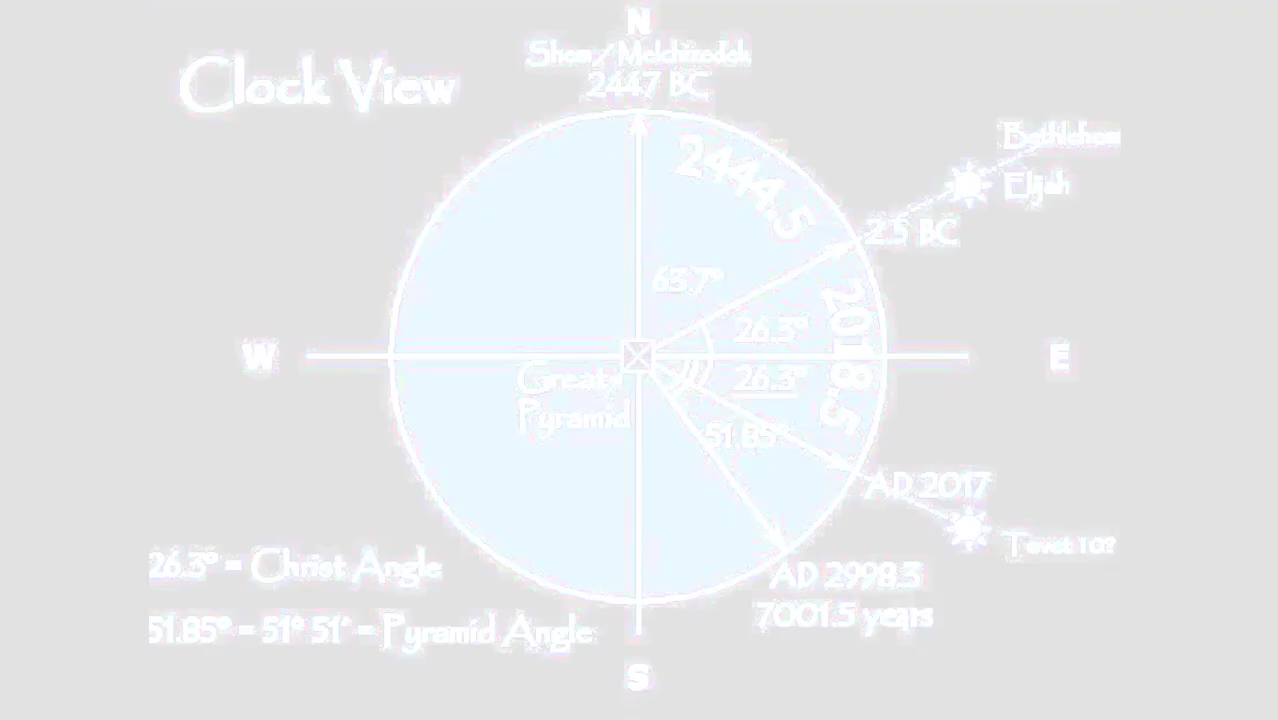 N
Shem/Melchizedek
2447 BC
Clock View
Bethlehem
Elijah
2444.5
2.5 BC
63.7°
26.3°
2018.5
W
E
26.3°
Great
Pyramid
51.85°
AD 2017
Tevet 10?
26.3° = Christ Angle
AD 2998.3
7001.5 years
51.85° = 51° 51' = Pyramid Angle
S